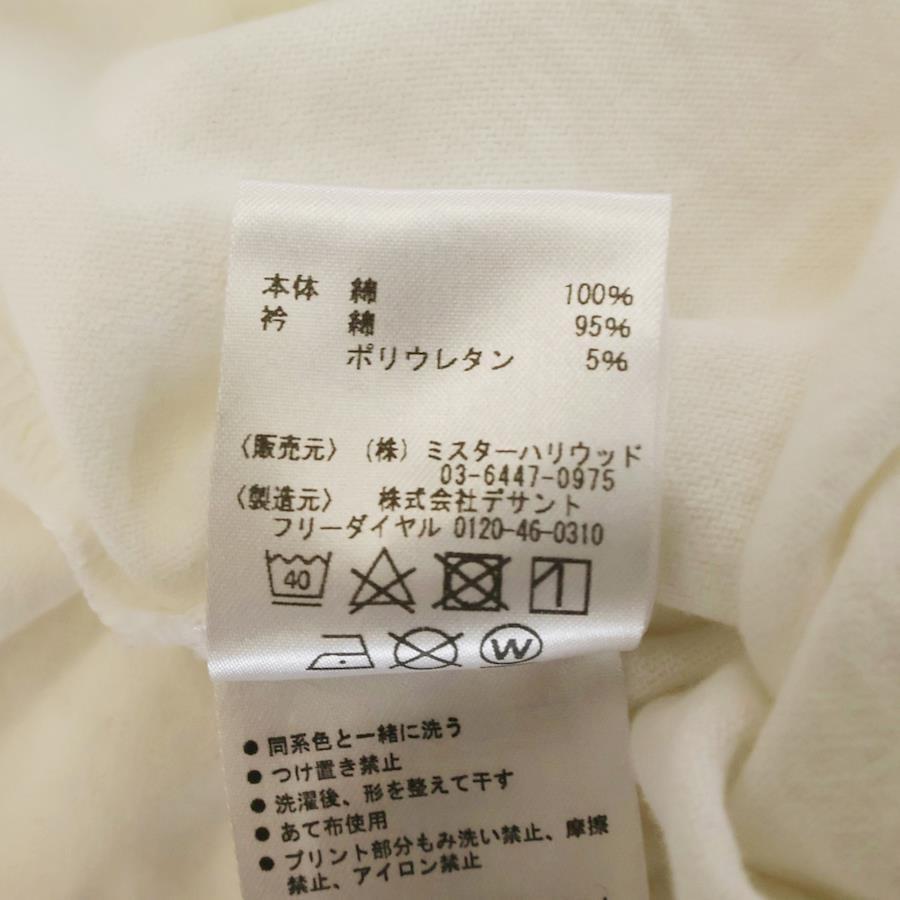 本体 綿 100%
衿 綿 95%
ポリウレタン 5%
〈販売元〉 (株) ミスターハリウッド
03-6447-0975
〈製造元〉 株式会社デサント
フリーダイヤル 0120-46-0310
40
W
● 同系色と一緒に洗う
● つけ置き禁止
● 洗濯後、形を整えて干す
● あて布使用
● プリント部分もみ洗い禁止、摩擦
禁止、アイロン禁止